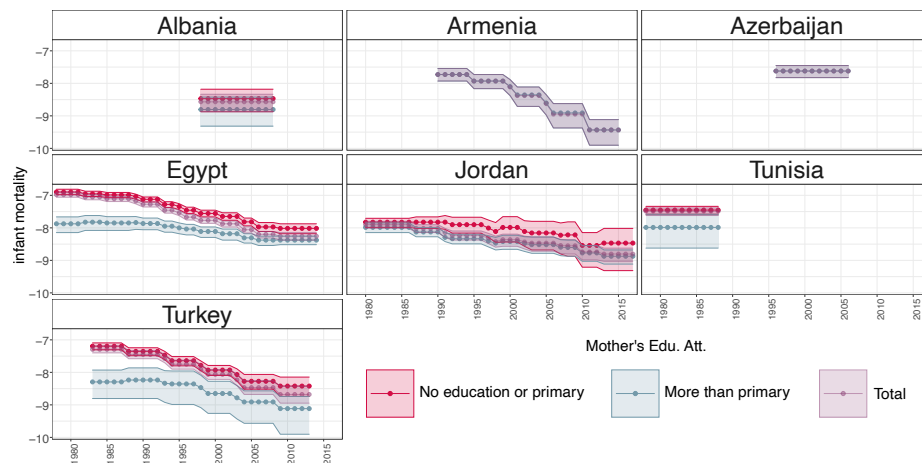 Albania Armenia Azerbaijan
−7
−8
−9
−10
Egypt Jordan Tunisia
−7
−8
−9
−10
infant mortality
1980 1985 1990 1995 2000 2005 2010 2015
1980 1985 1990 1995 2000 2005 2010 2015
Turkey
−7
−8
−9
−10
1980 1985 1990 1995 2000 2005 2010 2015
Mother's Edu. Att.
No education or primary More than primary Total